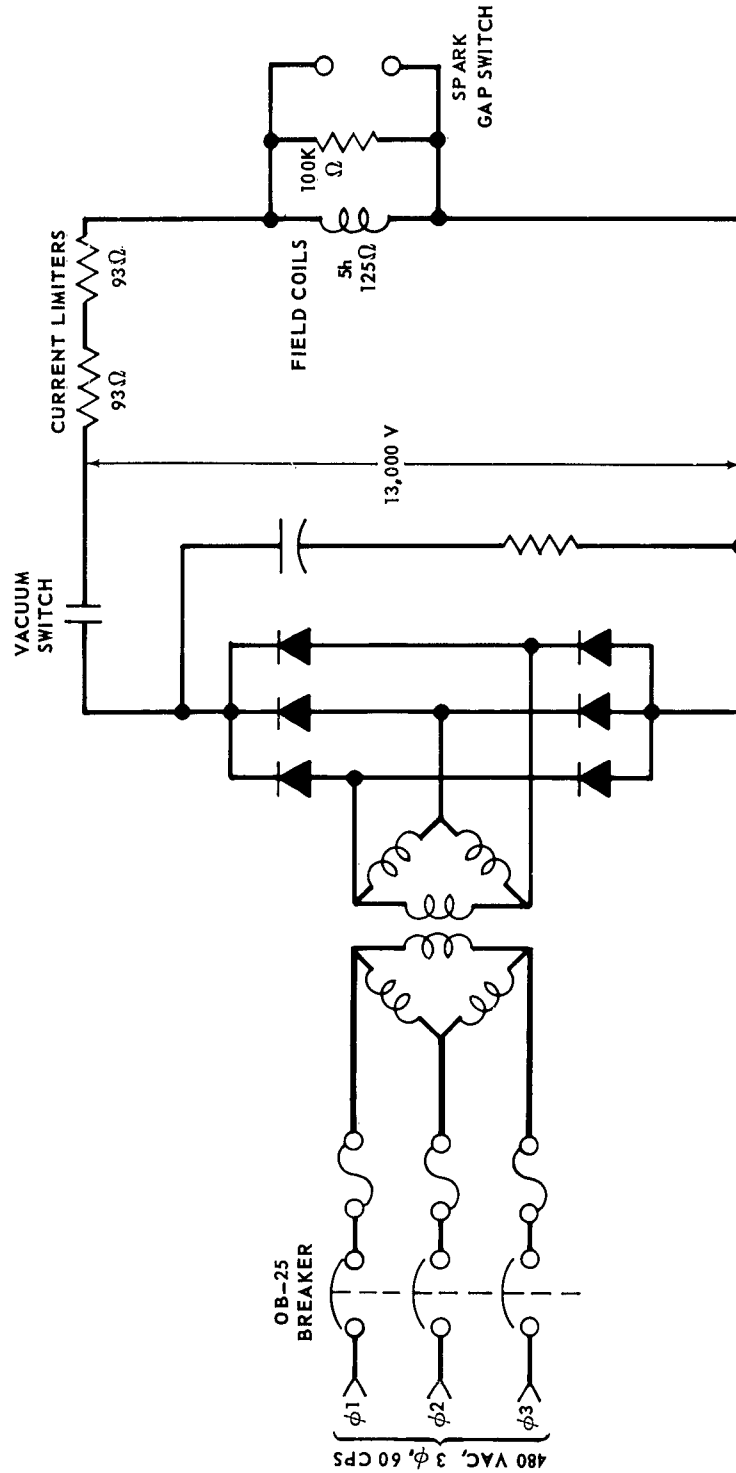 480 VAC, 3 ϕ, 60 CPS
ϕ1
ϕ2
ϕ3
OB-25
BREAKER
VACUUM
SWITCH
13,000 V
CURRENT LIMITERS
93Ω
93Ω
FIELD COILS
5h
125Ω
100K
Ω
SPARK
GAP SWITCH